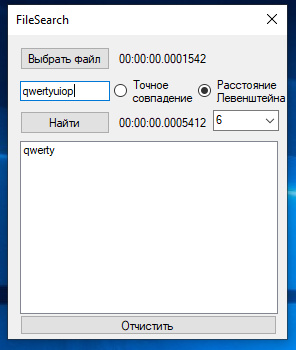 FileSearch
Выбрать файл 00:00:00.0001542
qwertyuiop Точное совпадение Расстояние Левенштейна
Найти 00:00:00.0005412 6
qwerty
Отчистить